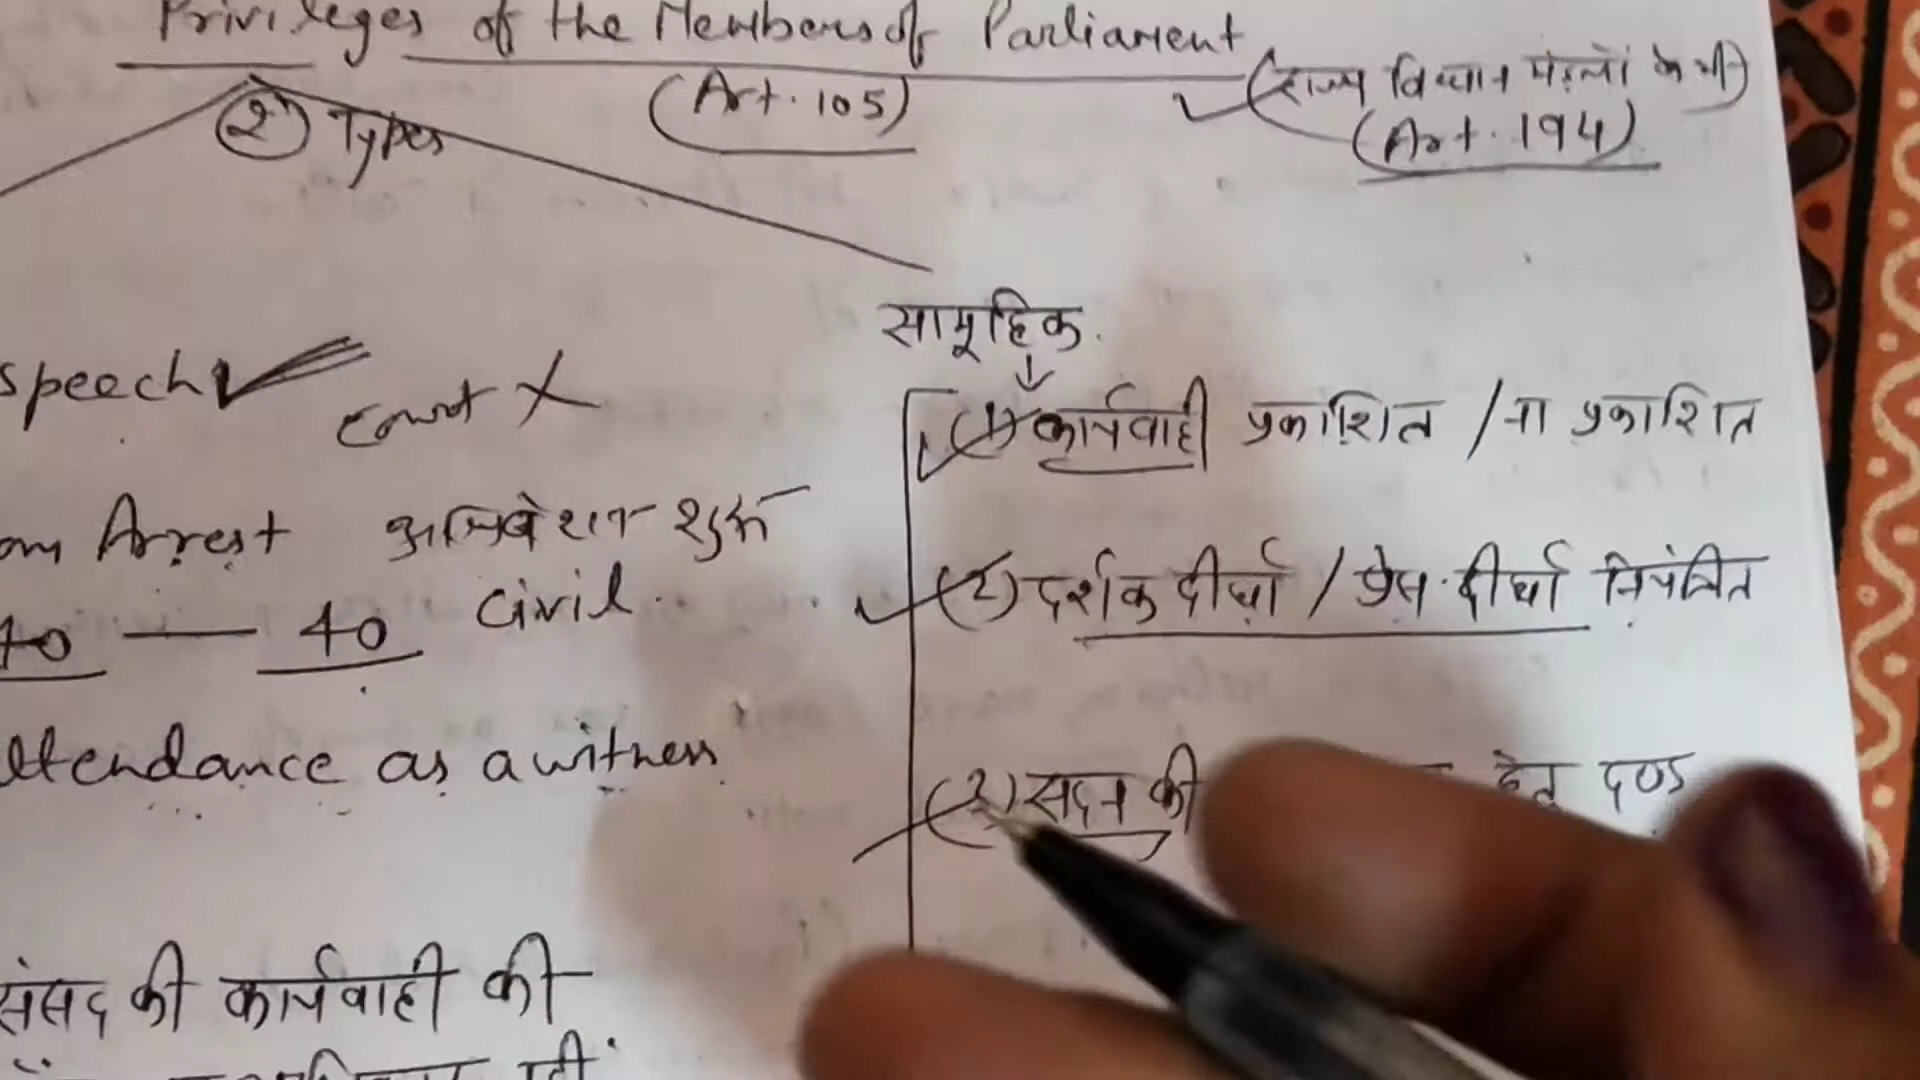 Privileges of the Members of Parliament
(Art. 105)
(राज्य विधान मंडलों के भी)
(Art. 194)
2 Types
speech court
Arrest अधिवेशन शुरू
40 — 40 civil.
Attendance as a witness
सामूहिक
(1) कार्यवाही प्रकाशित / ना प्रकाशित
(2) दर्शक दीर्घा / प्रेस दीर्घा नियंत्रित
(3) सदन की हेतु दण्ड
संसद की कार्यवाही की